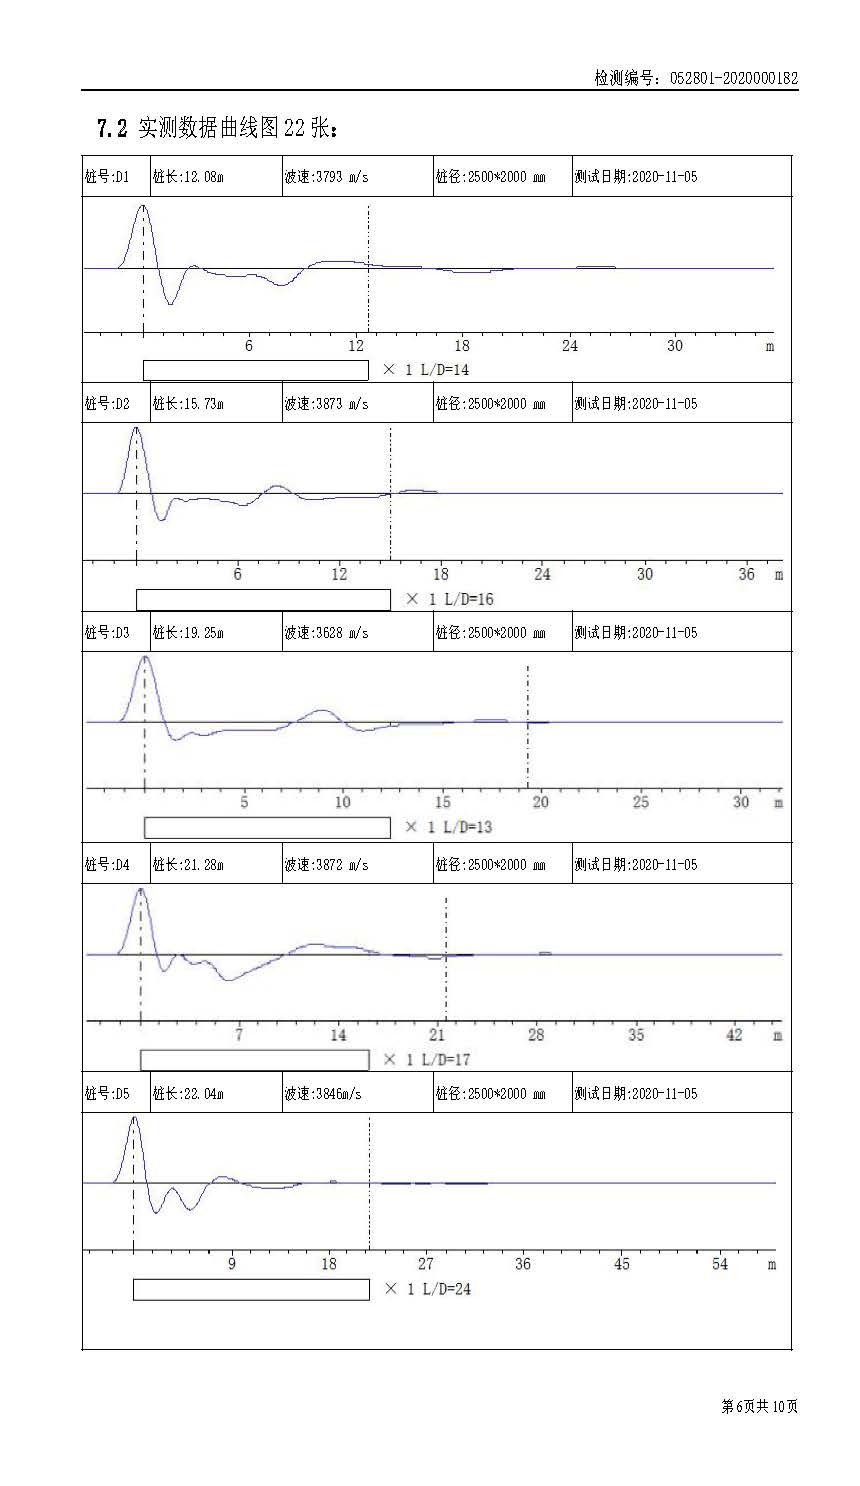 检测编号：052801-2020000182
7.2 实测数据曲线图 22 张：
桩号:D1 桩长:12.08m 波速:3793 m/s 桩径:2500*2000 mm 测试日期:2020-11-05
6 12 18 24 30 m
× 1 L/D=14
桩号:D2 桩长:15.73m 波速:3873 m/s 桩径:2500*2000 mm 测试日期:2020-11-05
6 12 18 24 30 36 m
× 1 L/D=16
桩号:D3 桩长:19.25m 波速:3628 m/s 桩径:2500*2000 mm 测试日期:2020-11-05
5 10 15 20 25 30 m
× 1 L/D=13
桩号:D4 桩长:21.28m 波速:3872 m/s 桩径:2500*2000 mm 测试日期:2020-11-05
7 14 21 28 35 42 m
× 1 L/D=17
桩号:D5 桩长:22.04m 波速:3846m/s 桩径:2500*2000 mm 测试日期:2020-11-05
9 18 27 36 45 54 m
× 1 L/D=24
第 6页共 10页